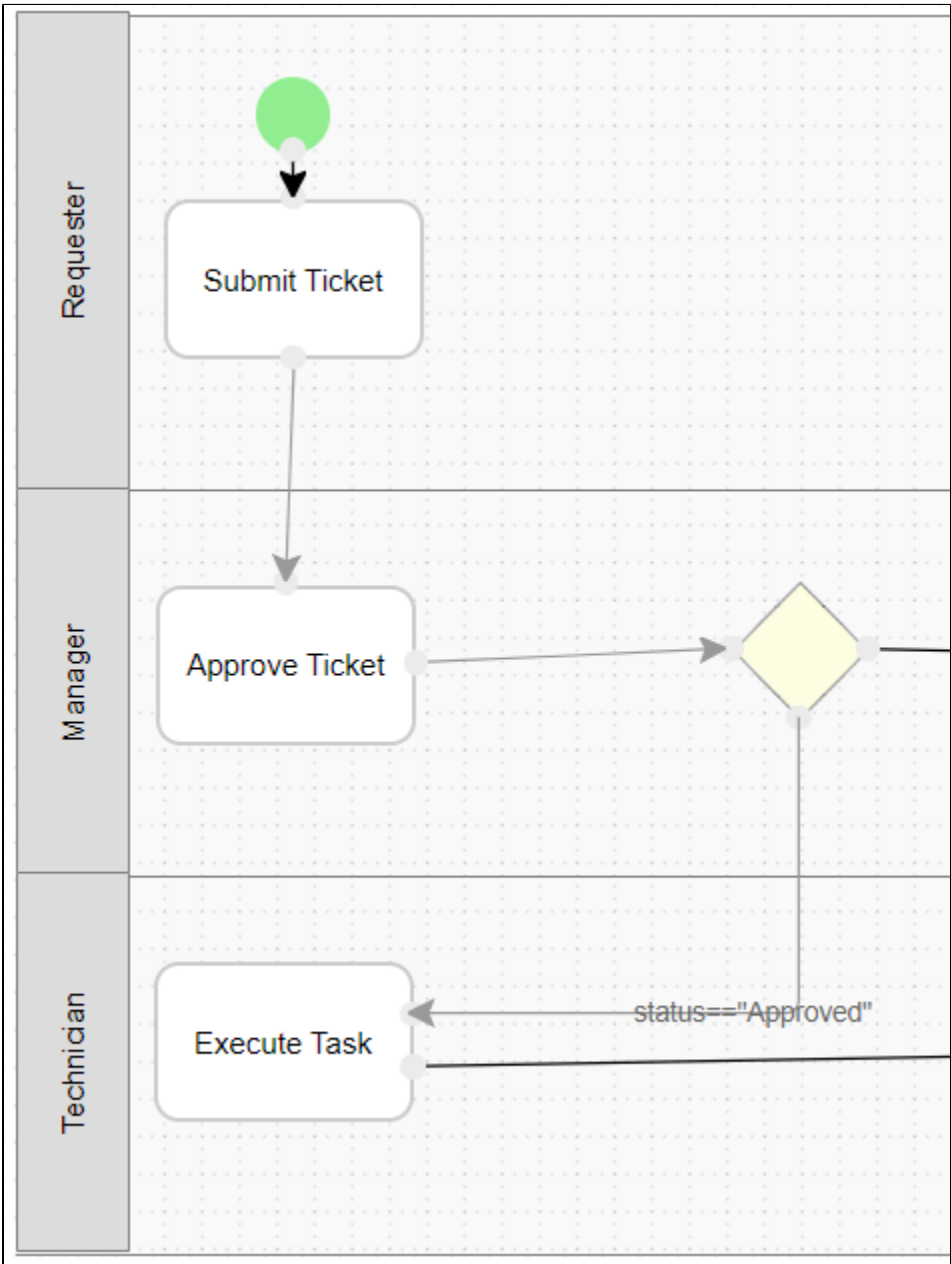 Requester
Submit Ticket
Manager
Approve Ticket
Technician
status=="Approved"
Execute Task